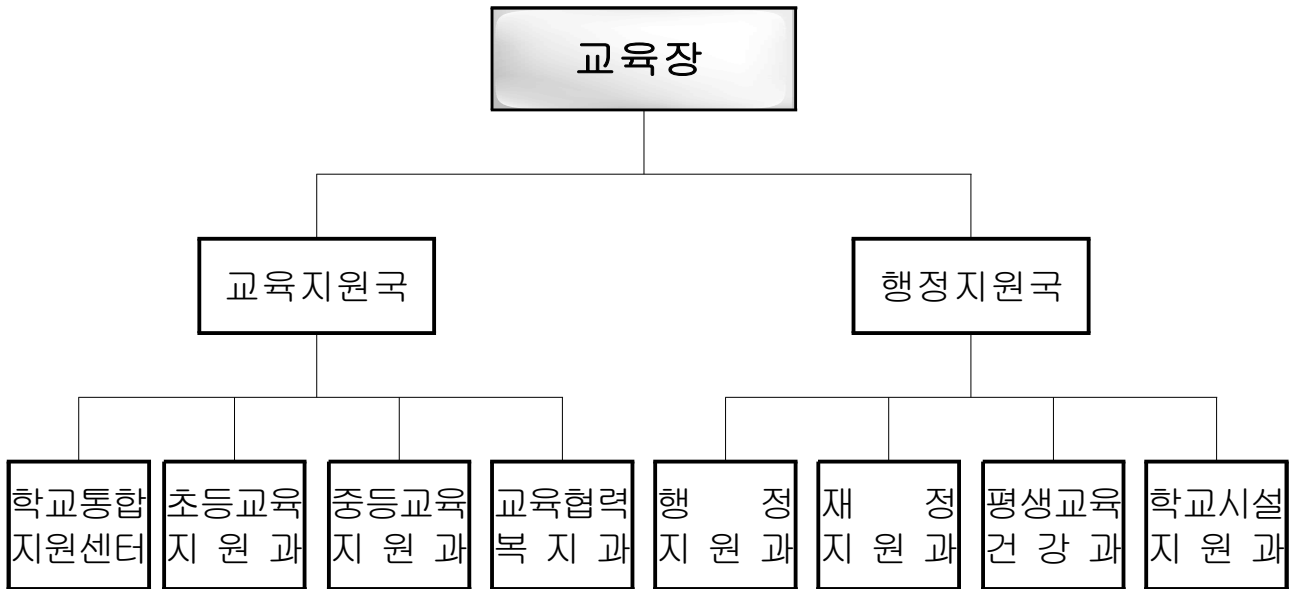 교육장
교육지원국
행정지원국
학교통합
지원센터
초등교육
지 원 과
중등교육
지 원 과
교육협력
복 지 과
행 정
지 원 과
재 정
지 원 과
평생교육
건 강 과
학교시설
지 원 과